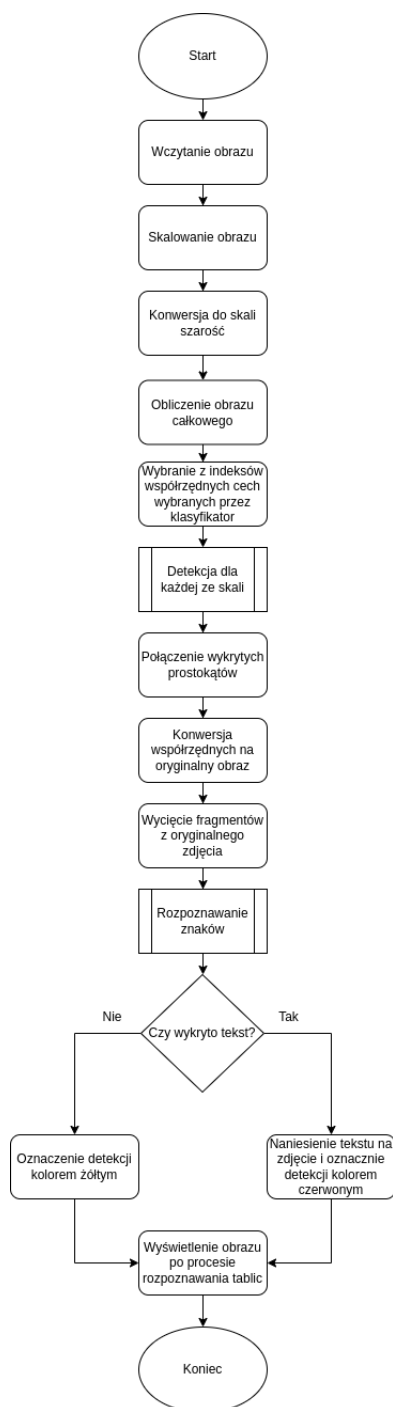 Start
Wczytanie obrazu
Skalowanie obrazu
Konwersja do skali
szarość
Obliczenie obrazu
całkowego
Wybranie z indeksów
współrzędnych cech
wybranych przez
klasyfikator
Detekcja dla
każdej ze skali
Połączenie wykrytych
prostokątów
Konwersja
współrzędnych na
oryginalny obraz
Wycięcie fragmentów
z oryginalnego
zdjęcia
Rozpoznawanie
znaków
Nie
Czy wykryto tekst?
Tak
Oznaczenie detekcji
kolorem żółtym
Naniesienie tekstu na
zdjęcie i oznacznie
detekcji kolorem
czerwonym
Wyświetlenie obrazu
po procesie
rozpoznawania tablic
Koniec